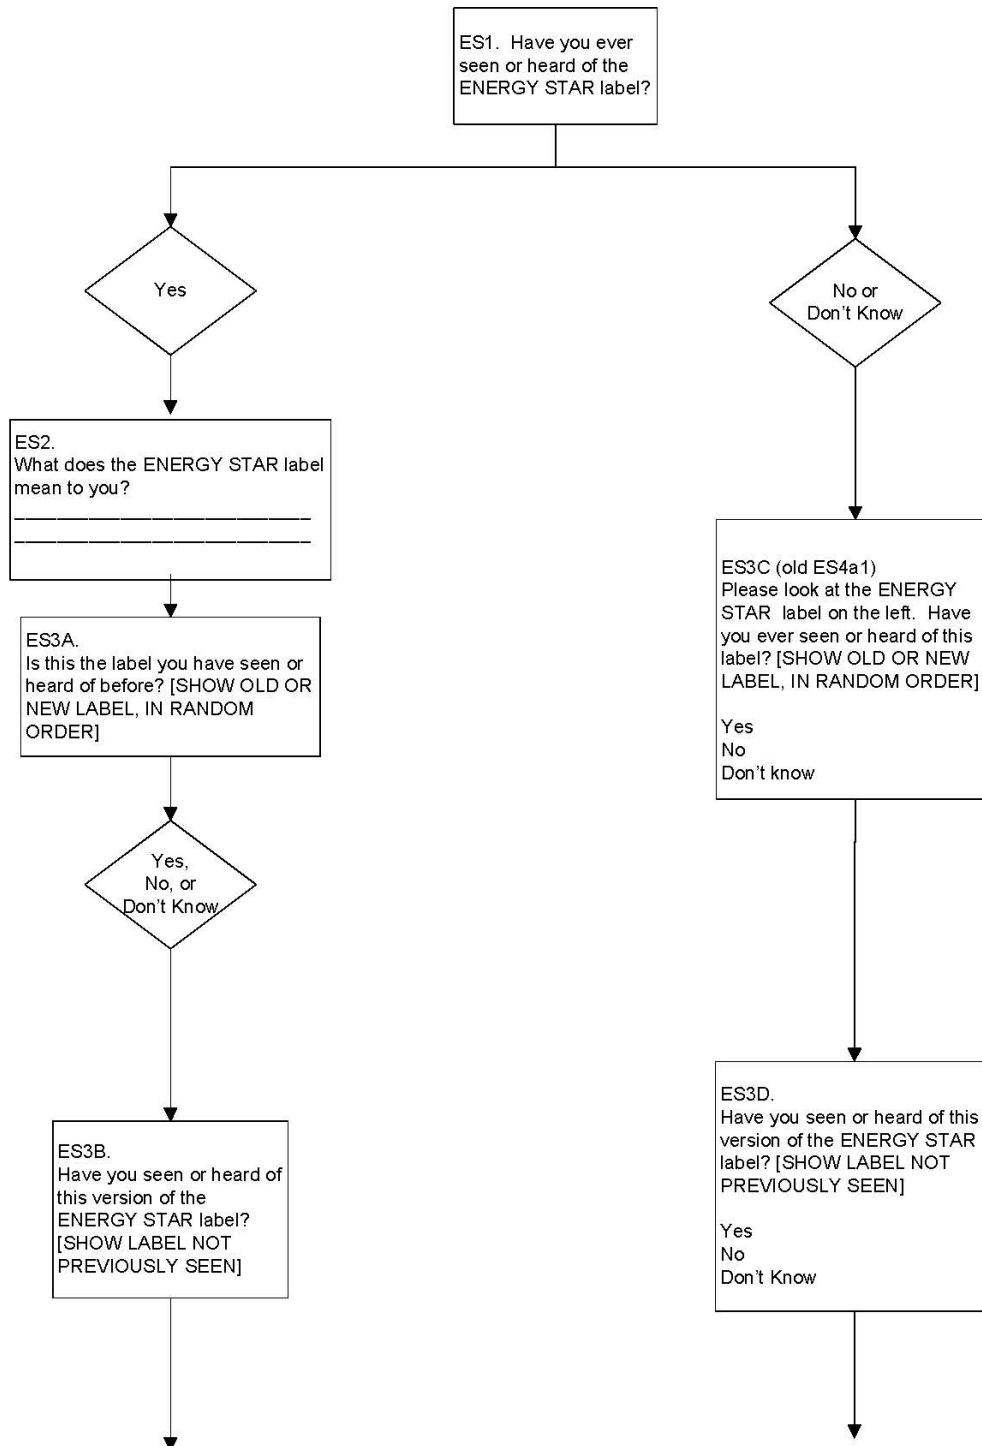 ES1.  Have you ever
seen or heard of the
ENERGY STAR label?
Yes
No or
Don't Know
ES2.
What does the ENERGY STAR label
mean to you?
____________________________
____________________________
ES3A.
Is this the label you have seen or
heard of before? [SHOW OLD OR
NEW LABEL, IN RANDOM
ORDER]
Yes,
No, or
Don't Know
ES3B.
Have you seen or heard of
this version of the
ENERGY STAR label?
[SHOW LABEL NOT
PREVIOUSLY SEEN]
ES3C (old ES4a1)
Please look at the ENERGY
STAR  label on the left.  Have
you ever seen or heard of this
label? [SHOW OLD OR NEW
LABEL, IN RANDOM ORDER]
Yes
No
Don't know
ES3D.
Have you seen or heard of this
version of the ENERGY STAR
label? [SHOW LABEL NOT
PREVIOUSLY SEEN]
Yes
No
Don't Know